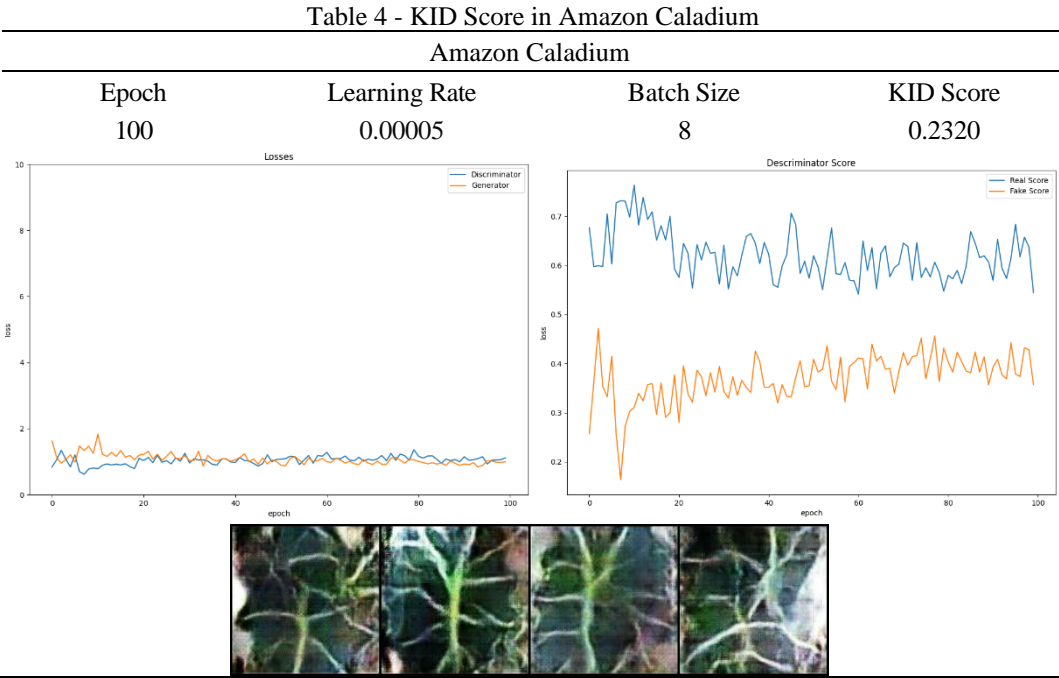 Table 4 - KID Score in Amazon Caladium
Amazon Caladium
Epoch Learning Rate Batch Size KID Score
100 0.00005 8 0.2320
Losses
Discriminator
Generator
10
8
6
4
2
0
loss
0 20 40 60 80 100
epoch
Descriminator Score
Real Score
Fake Score
0.7
0.6
0.5
0.4
0.3
0.2
loss
0 20 40 60 80 100
epoch